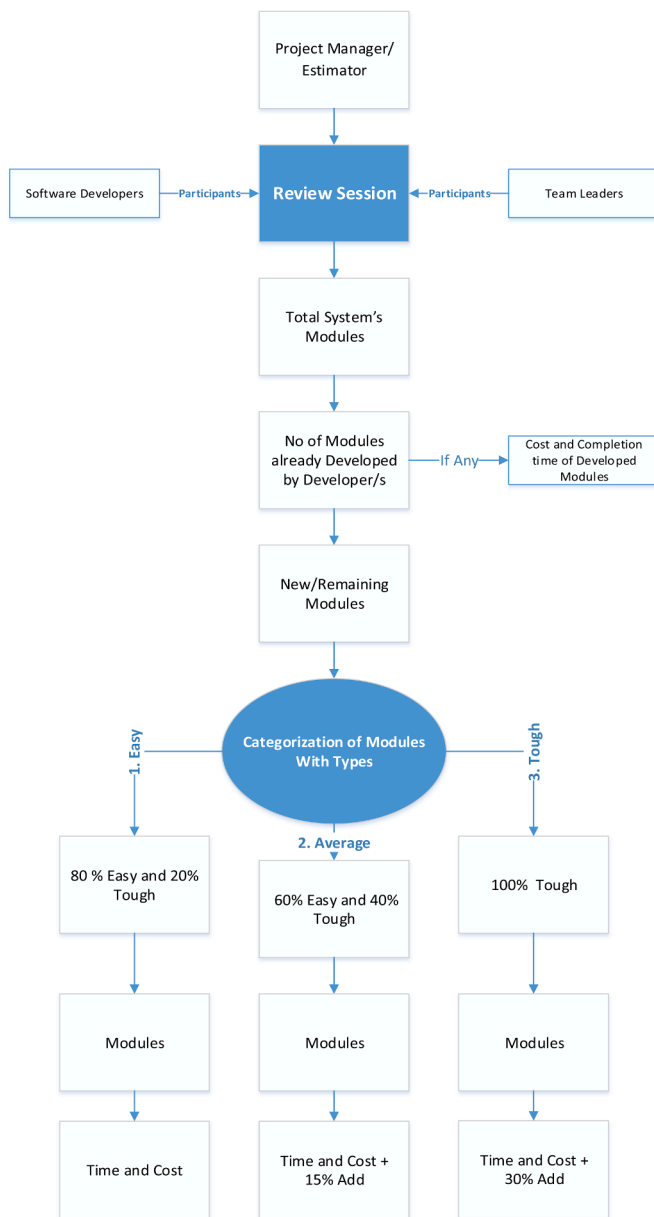 Project Manager/
Estimator
Software Developers
Participants
Review Session
Participants
Team Leaders
Total System's
Modules
No of Modules
already Developed
by Developer/s
If Any
Cost and Completion
time of Developed
Modules
New/Remaining
Modules
Categorization of Modules
With Types
1. Easy
2. Average
3. Tough
80 % Easy and 20%
Tough
60% Easy and 40%
Tough
100% Tough
Modules
Modules
Modules
Time and Cost
Time and Cost +
15% Add
Time and Cost +
30% Add